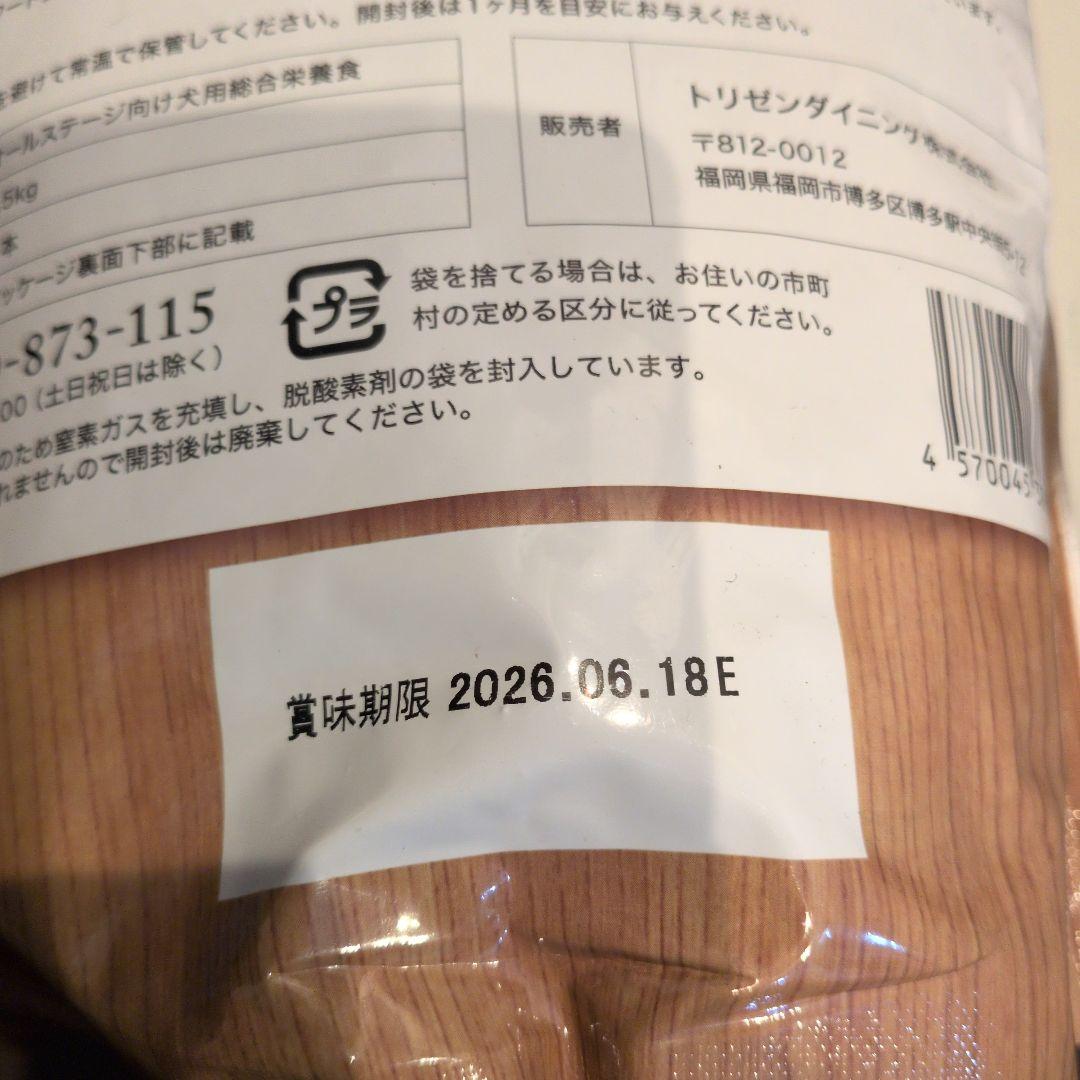 開封後は1ヶ月を目安にお与えください。
を避けて常温で保管してください。
ールステージ向け犬用総合栄養食
5kg
本
ッケージ裏面下部に記載
販売者
トリゼンダイニング株式会社
〒812-0012
福岡県福岡市博多区博多駅中央街5-12
-873-115
00（土日祝日は除く）
プラ
袋を捨てる場合は、お住いの市町
村の定める区分に従ってください。
のため窒素ガスを充填し、脱酸素剤の袋を封入しています。
れませんので開封後は廃棄してください。
4 570045
賞味期限 2026.06.18E